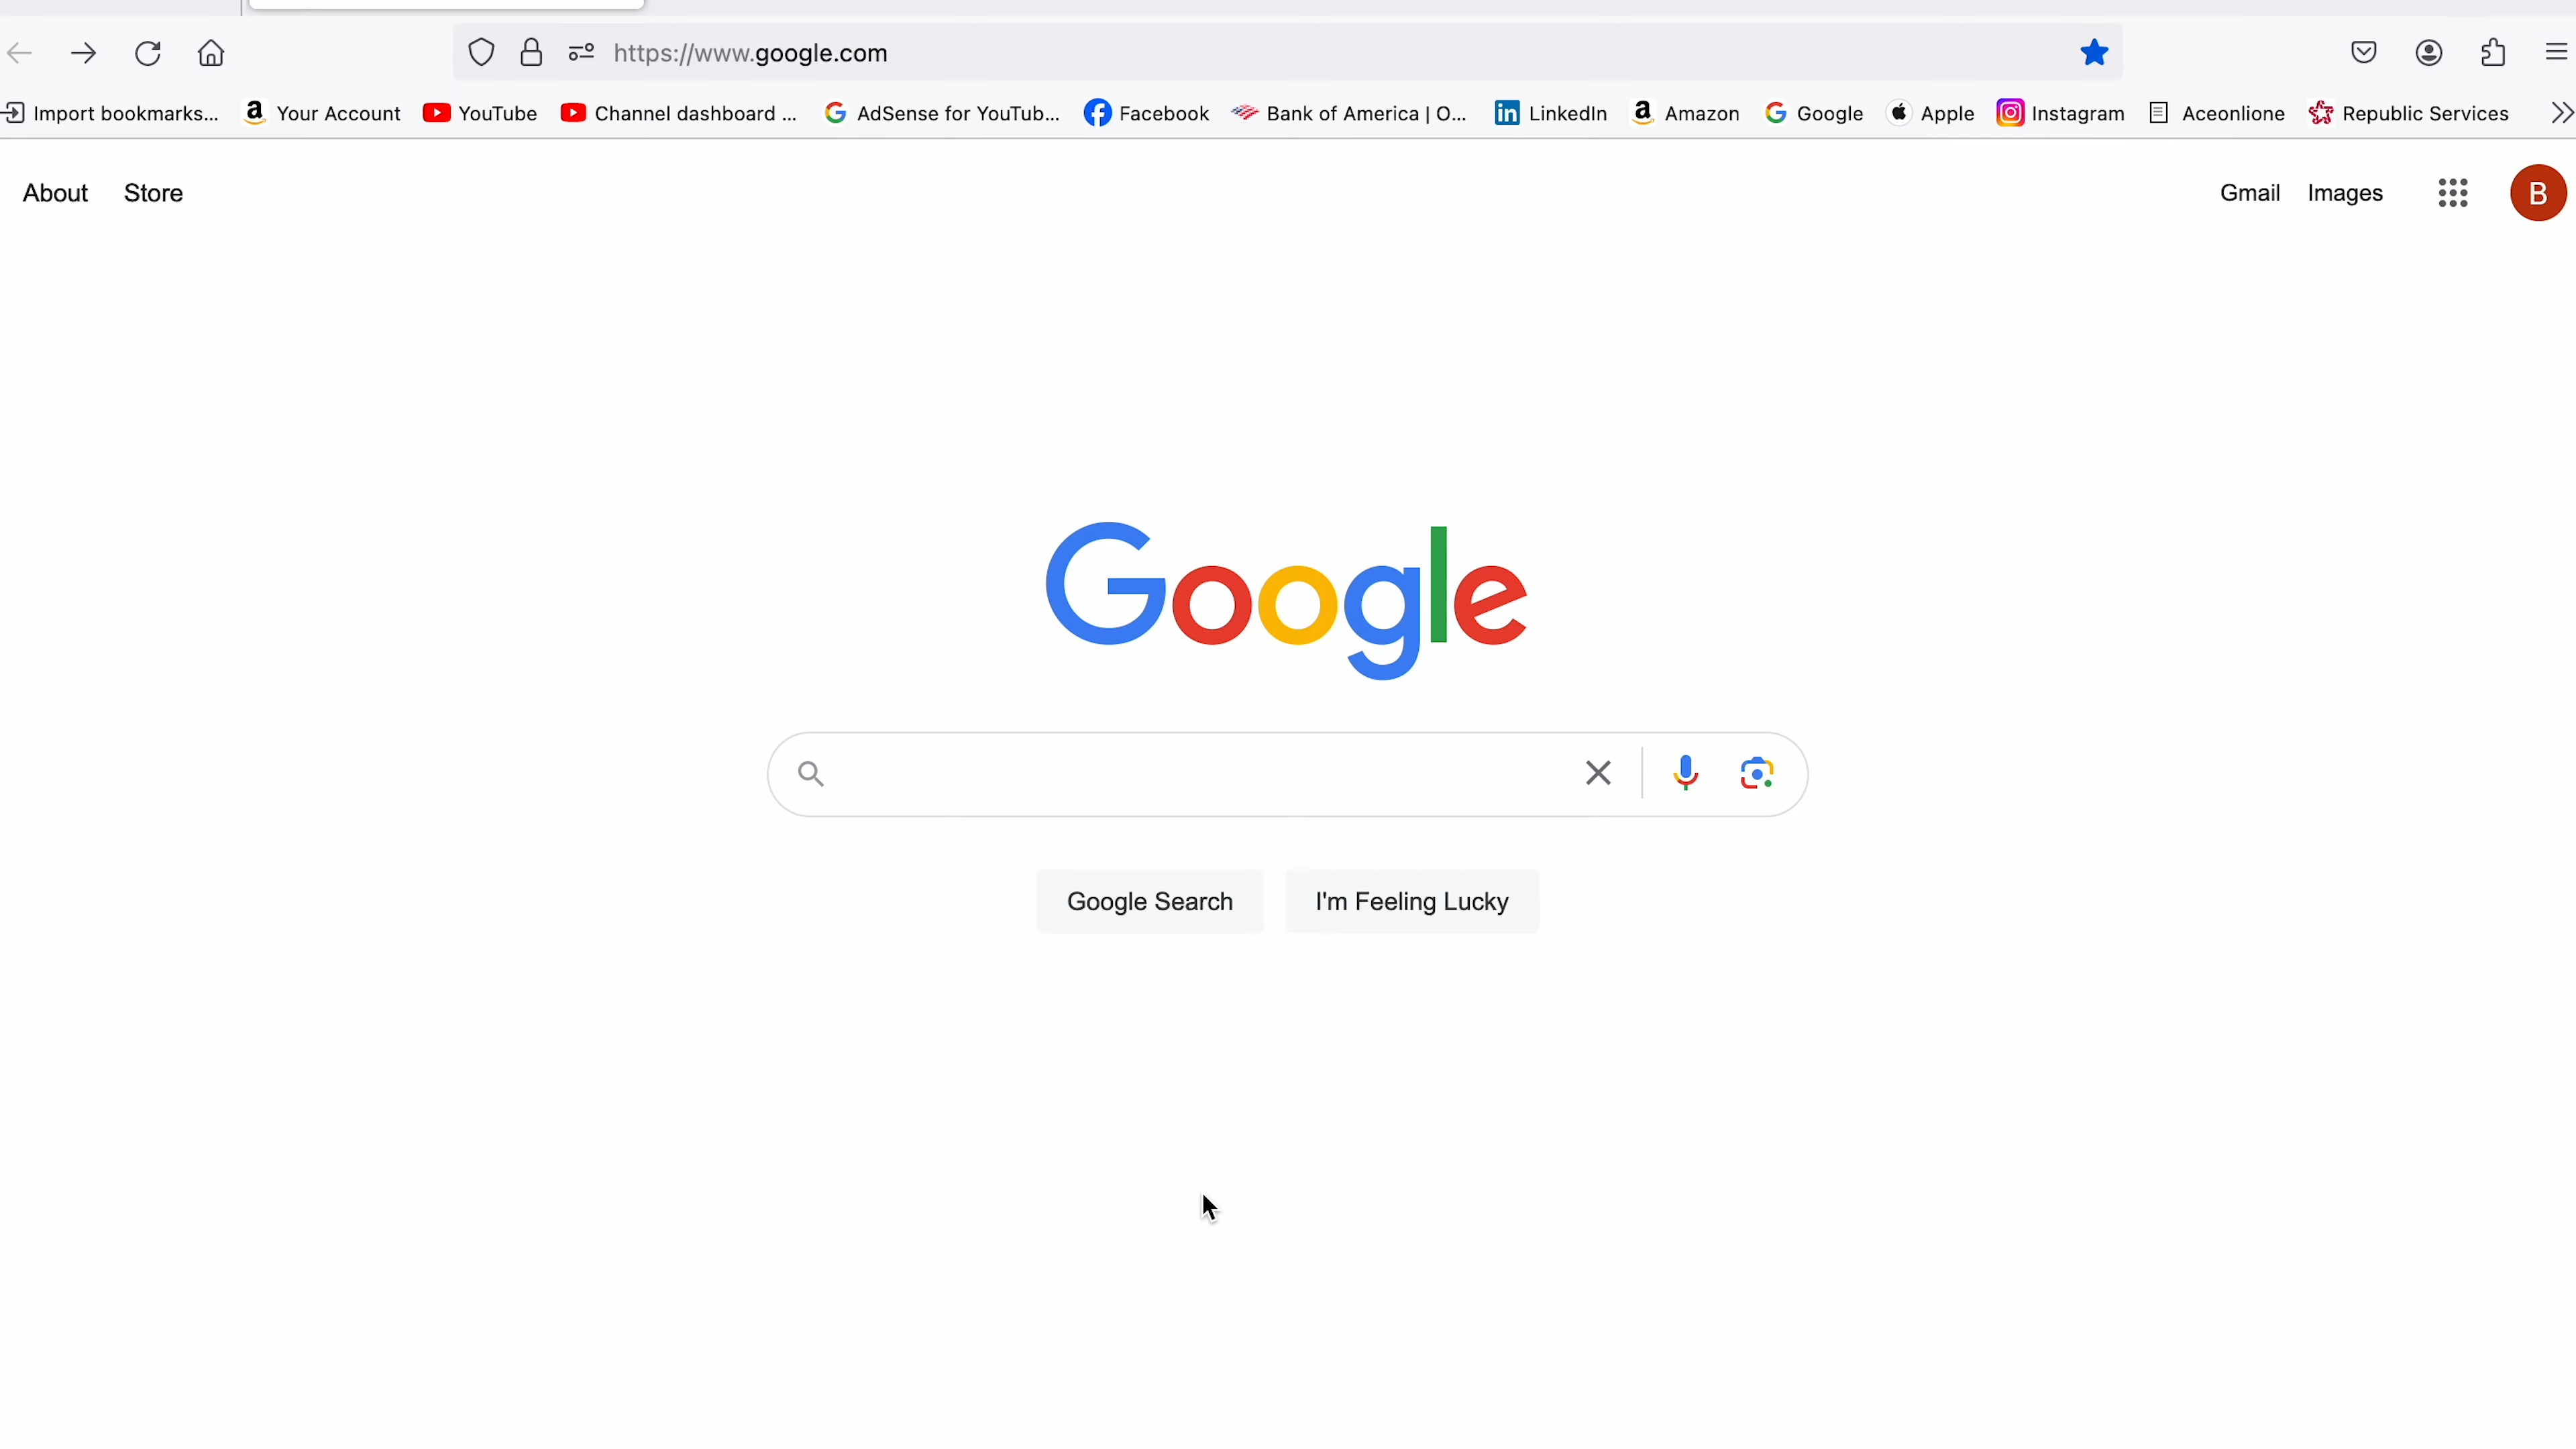 https://www.google.com
Import bookmarks... Your Account YouTube Channel dashboard ... AdSense for YouTub... Facebook Bank of America | O... LinkedIn Amazon Google Apple Instagram Aceonlione Republic Services
About Store Gmail Images B
Google
Google Search I'm Feeling Lucky